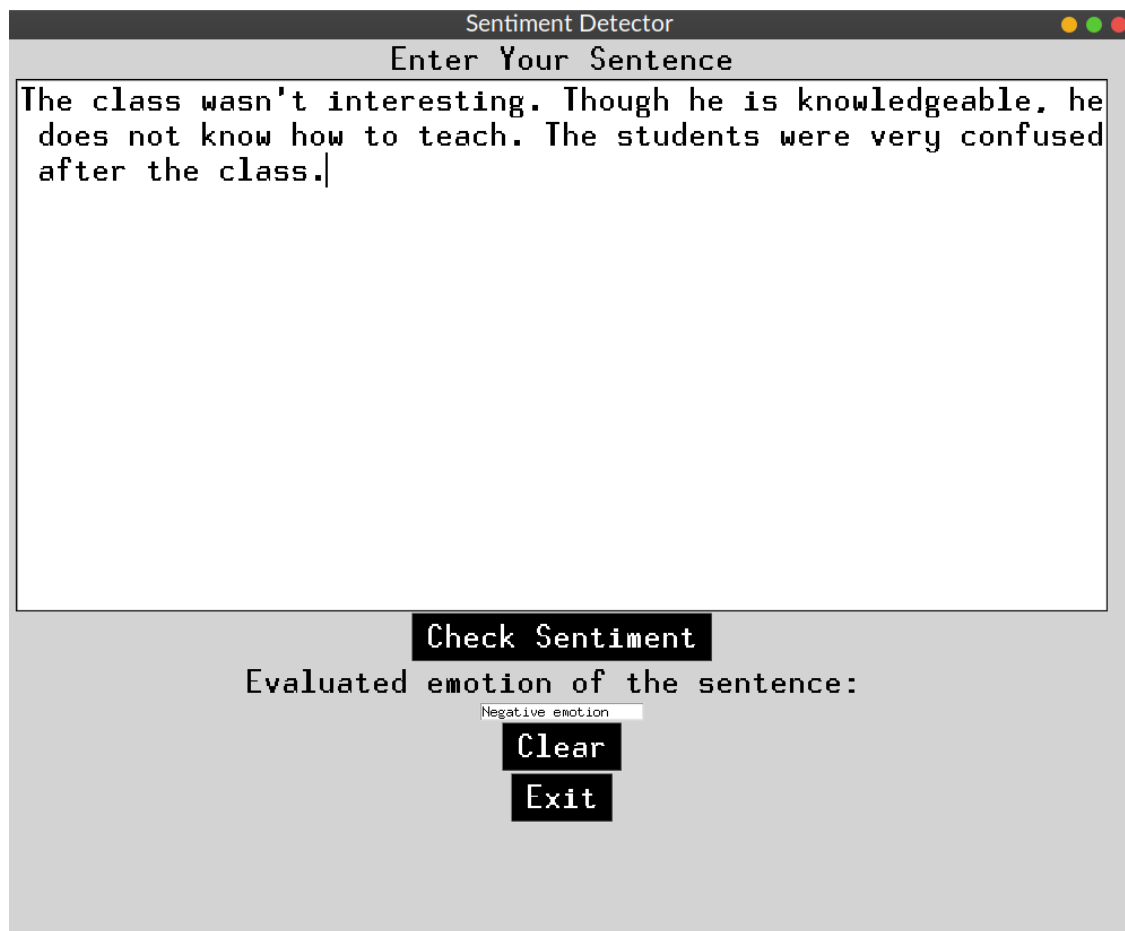 Sentiment Detector
Enter Your Sentence
The class wasn't interesting. Though he is knowledgeable, he
does not know how to teach. The students were very confused
after the class.
Check Sentiment
Evaluated emotion of the sentence:
Negative emotion
Clear
Exit